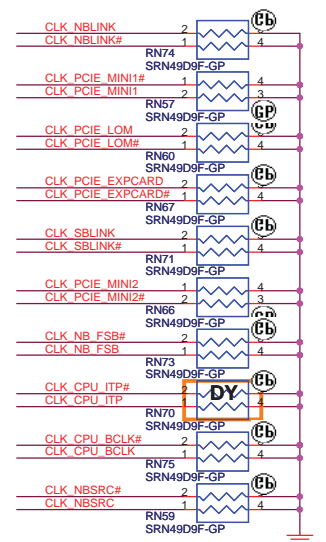 CLK_NBLINK 2
CLK_NBLINK# 1 4
RN74
SRN49D9F-GP
CLK_PCIE_MINI1# 1 4
CLK_PCIE_MINI1 2 3
RN57
SRN49D9F-GP
GP
CLK_PCIE_LOM 2
CLK_PCIE_LOM# 1 4
RN60
SRN49D9F-GP
CLK_PCIE_EXPCARD 2
CLK_PCIE_EXPCARD# 1 4
RN67
SRN49D9F-GP
CLK_SBLINK 2
CLK_SBLINK# 1 4
RN71
SRN49D9F-GP
CLK_PCIE_MINI2 1 4
CLK_PCIE_MINI2# 2 3
RN66
SRN49D9F-GP
CLK_NB_FSB# 2
CLK_NB_FSB 1 4
RN73
SRN49D9F-GP
CLK_CPU_ITP# 2 DY
CLK_CPU_ITP 1 4
RN70
SRN49D9F-GP
CLK_CPU_BCLK# 2
CLK_CPU_BCLK 1 4
RN75
SRN49D9F-GP
CLK_NBSRC# 2
CLK_NBSRC 1 4
RN59
SRN49D9F-GP